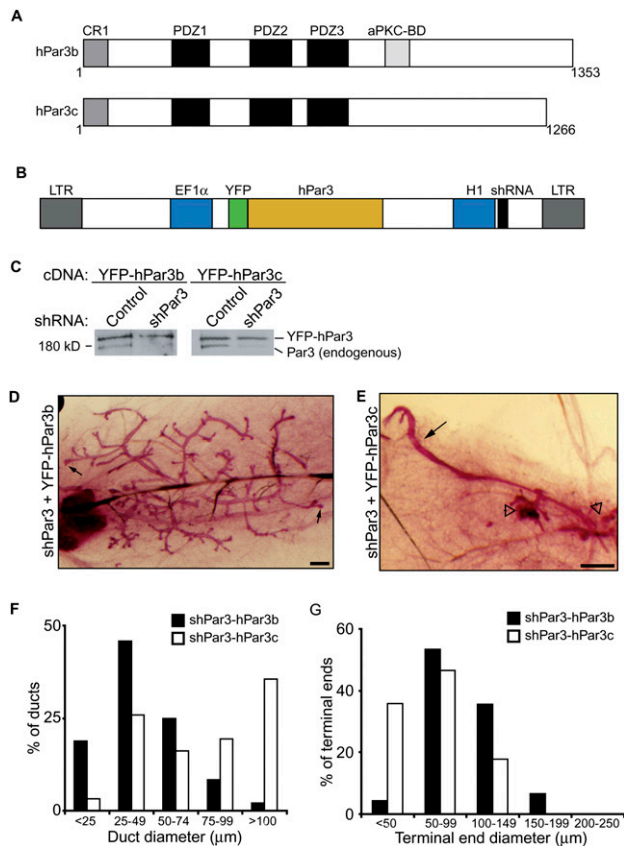 A
CR1 PDZ1 PDZ2 PDZ3 aPKC-BD
hPar3b
1 1353
hPar3c
1 1266
B
LTR EF1α YFP hPar3 H1 shRNA LTR
C
cDNA: YFP-hPar3b YFP-hPar3c
shRNA: Control shPar3 Control shPar3
180 kD YFP-hPar3
Par3 (endogenous)
D
shPar3 + YFP-hPar3b
E
shPar3 + YFP-hPar3c
F
shPar3-hPar3b
shPar3-hPar3c
50
25
0
% of ducts
<25 25-49 50-74 75-99 >100
Duct diameter (μm)
G
shPar3-hPar3b
shPar3-hPar3c
60
40
20
0
% of terminal ends
<50 50-99 100-149 150-199 200-250
Terminal end diameter (μm)